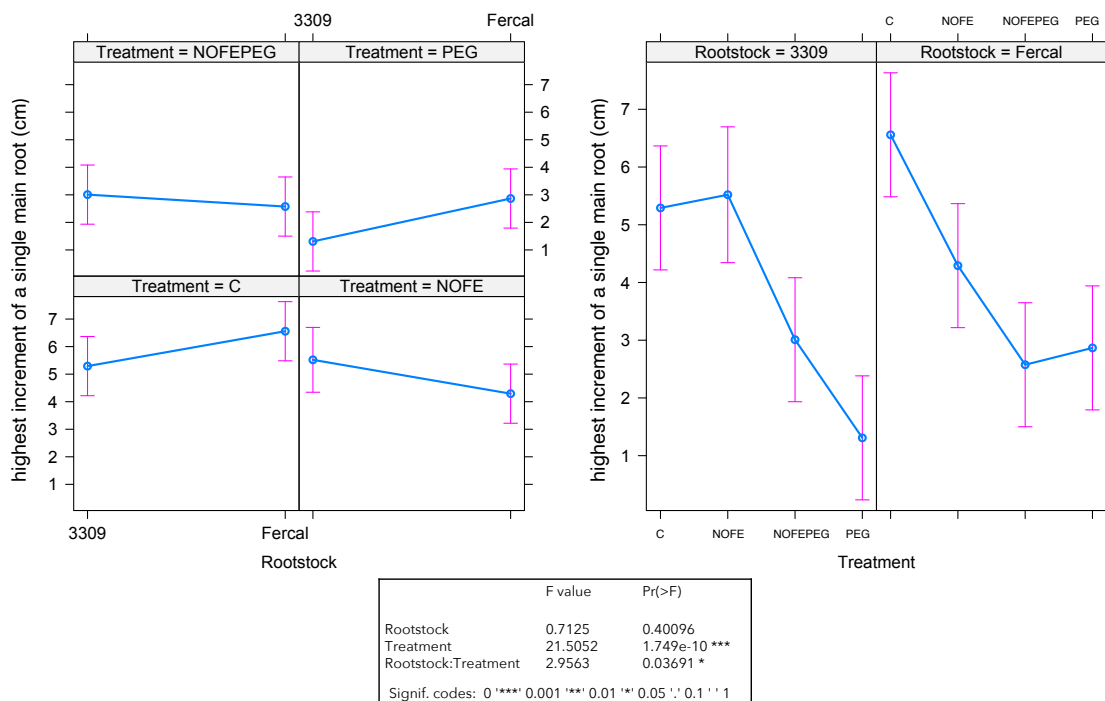 3309 Fercal
Treatment = NOFEPEG Treatment = PEG
7
6
5
4
3
2
1
Treatment = C Treatment = NOFE
7
6
5
4
3
2
1
highest increment of a single main root (cm)
3309 Fercal
Rootstock
C NOFE NOFEPEG PEG
Rootstock = 3309 Rootstock = Fercal
7
6
5
4
3
2
1
highest increment of a single main root (cm)
C NOFE NOFEPEG PEG
Treatment
F value Pr(>F)
Rootstock 0.7125 0.40096
Treatment 21.5052 1.749e-10 ***
Rootstock:Treatment 2.9563 0.03691 *
Signif. codes: 0 '***' 0.001 '**' 0.01 '*' 0.05 '.' 0.1 ' ' 1